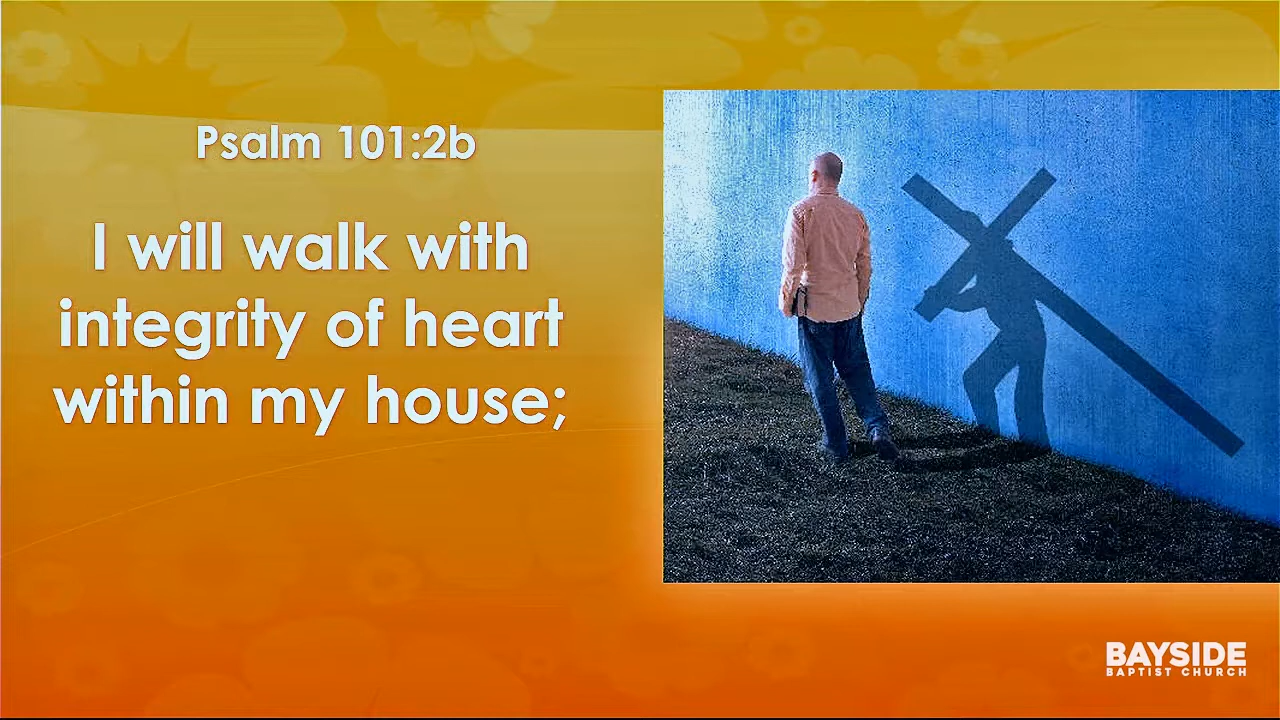 Psalm 101:2b
I will walk with
integrity of heart
within my house;
BAYSIDE
BAPTIST CHURCH